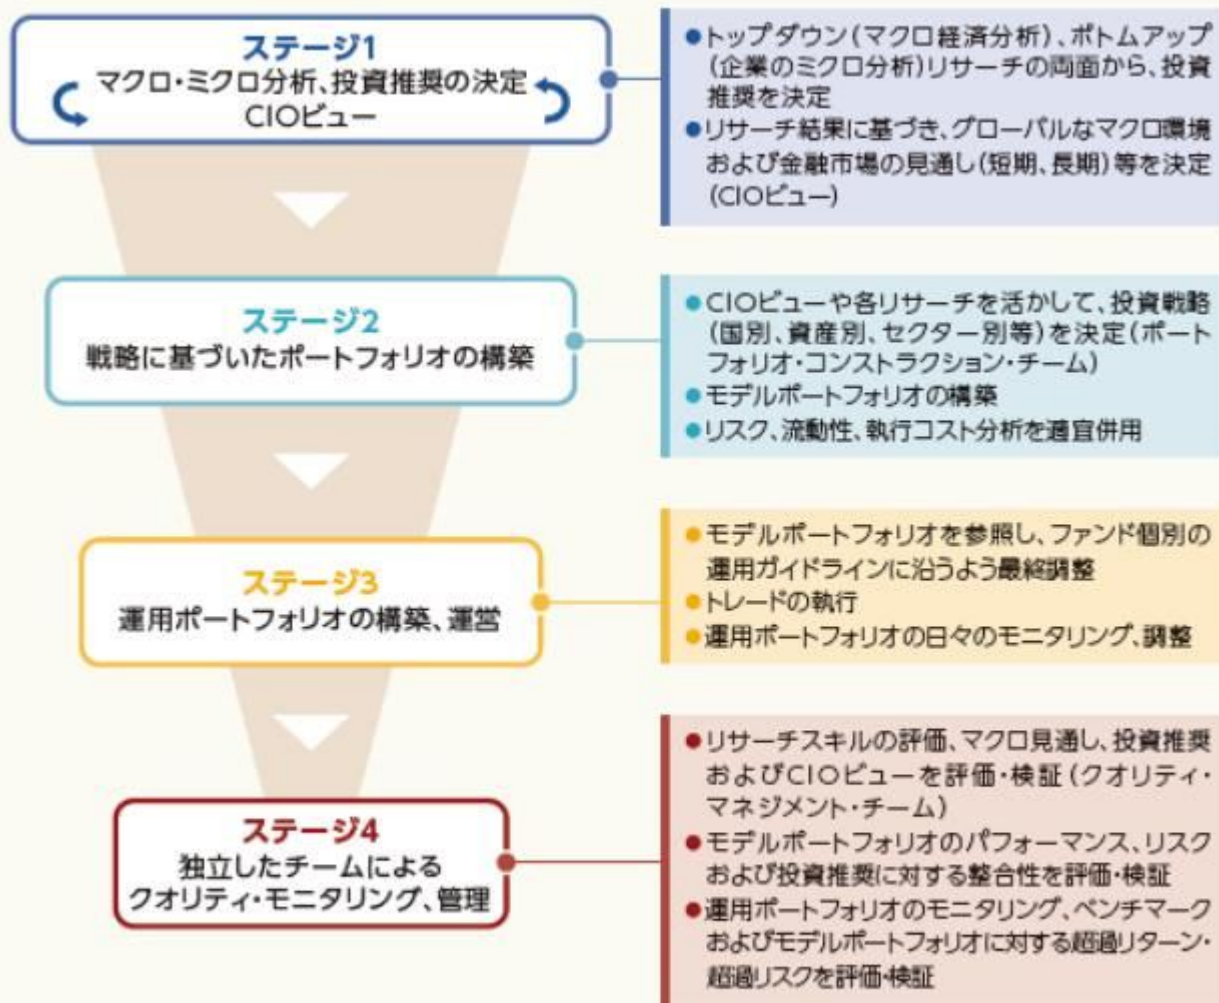 ステージ1
マクロ・ミクロ分析、投資推奨の決定
CIOビュー
●トップダウン(マクロ経済分析)、ボトムアップ
(企業のミクロ分析)リサーチの両面から、投資
推奨を決定
●リサーチ結果に基づき、グローバルなマクロ環境
および金融市場の見通し(短期、長期)等を決定
(CIOビュー)
ステージ2
戦略に基づいたポートフォリオの構築
●CIOビューや各リサーチを活かして、投資戦略
(国別、資産別、セクター別等)を決定(ポート
フォリオ・コンストラクション・チーム)
●モデルポートフォリオの構築
●リスク、流動性、執行コスト分析を適宜併用
ステージ3
運用ポートフォリオの構築、運営
●モデルポートフォリオを参照し、ファンド個別の
運用ガイドラインに沿うよう最終調整
●トレードの執行
●運用ポートフォリオの日々のモニタリング、調整
ステージ4
独立したチームによる
クオリティ・モニタリング、管理
●リサーチスキルの評価、マクロ見通し、投資推奨
およびCIOビューを評価・検証(クオリティ・
マネジメント・チーム)
●モデルポートフォリオのパフォーマンス、リスク
および投資推奨に対する整合性を評価・検証
●運用ポートフォリオのモニタリング、ベンチマーク
およびモデルポートフォリオに対する超過リターン・
超過リスクを評価・検証